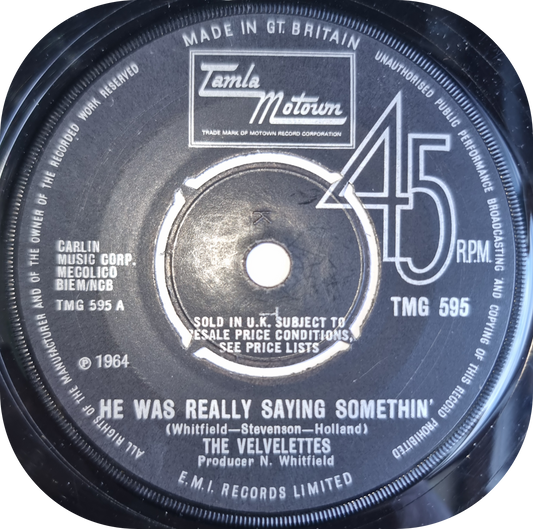 MADE IN GT. BRITAIN
Tamla
Motown
TRADE MARK OF MOTOWN RECORD CORPORATION
ALL RIGHTS OF THE MANUFACTURER AND OF THE OWNER OF THE RECORDED WORK RESERVED
UNAUTHORISED PUBLIC PERFORMANCE BROADCASTING AND COPYING OF THIS RECORD PROHIBITED
45
R.P.M.
K
CARLIN
MUSIC CORP.
MECOLICO
BIEM/NCB
TMG 595 A
TMG 595
SOLD IN U.K. SUBJECT TO
RESALE PRICE CONDITIONS,
SEE PRICE LISTS
℗ 1964
HE WAS REALLY SAYING SOMETHIN'
(Whitfield—Stevenson—Holland)
THE VELVELETTES
Producer N. Whitfield
E.M.I. RECORDS LIMITED